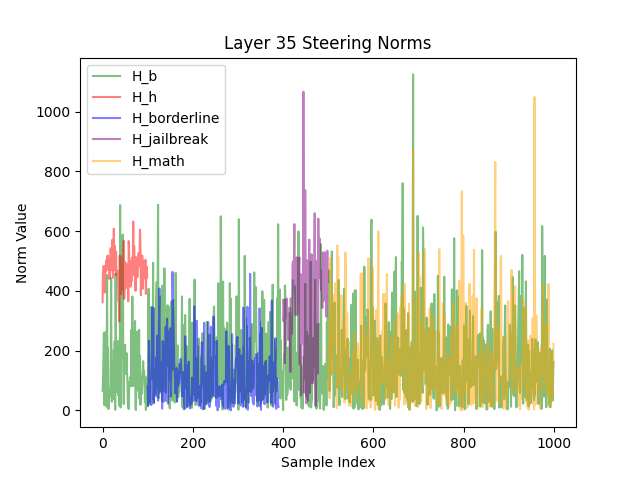 Layer 35 Steering Norms
H_b
H_h
H_borderline
H_jailbreak
H_math
Norm Value
1000
800
600
400
200
0
0 200 400 600 800 1000
Sample Index